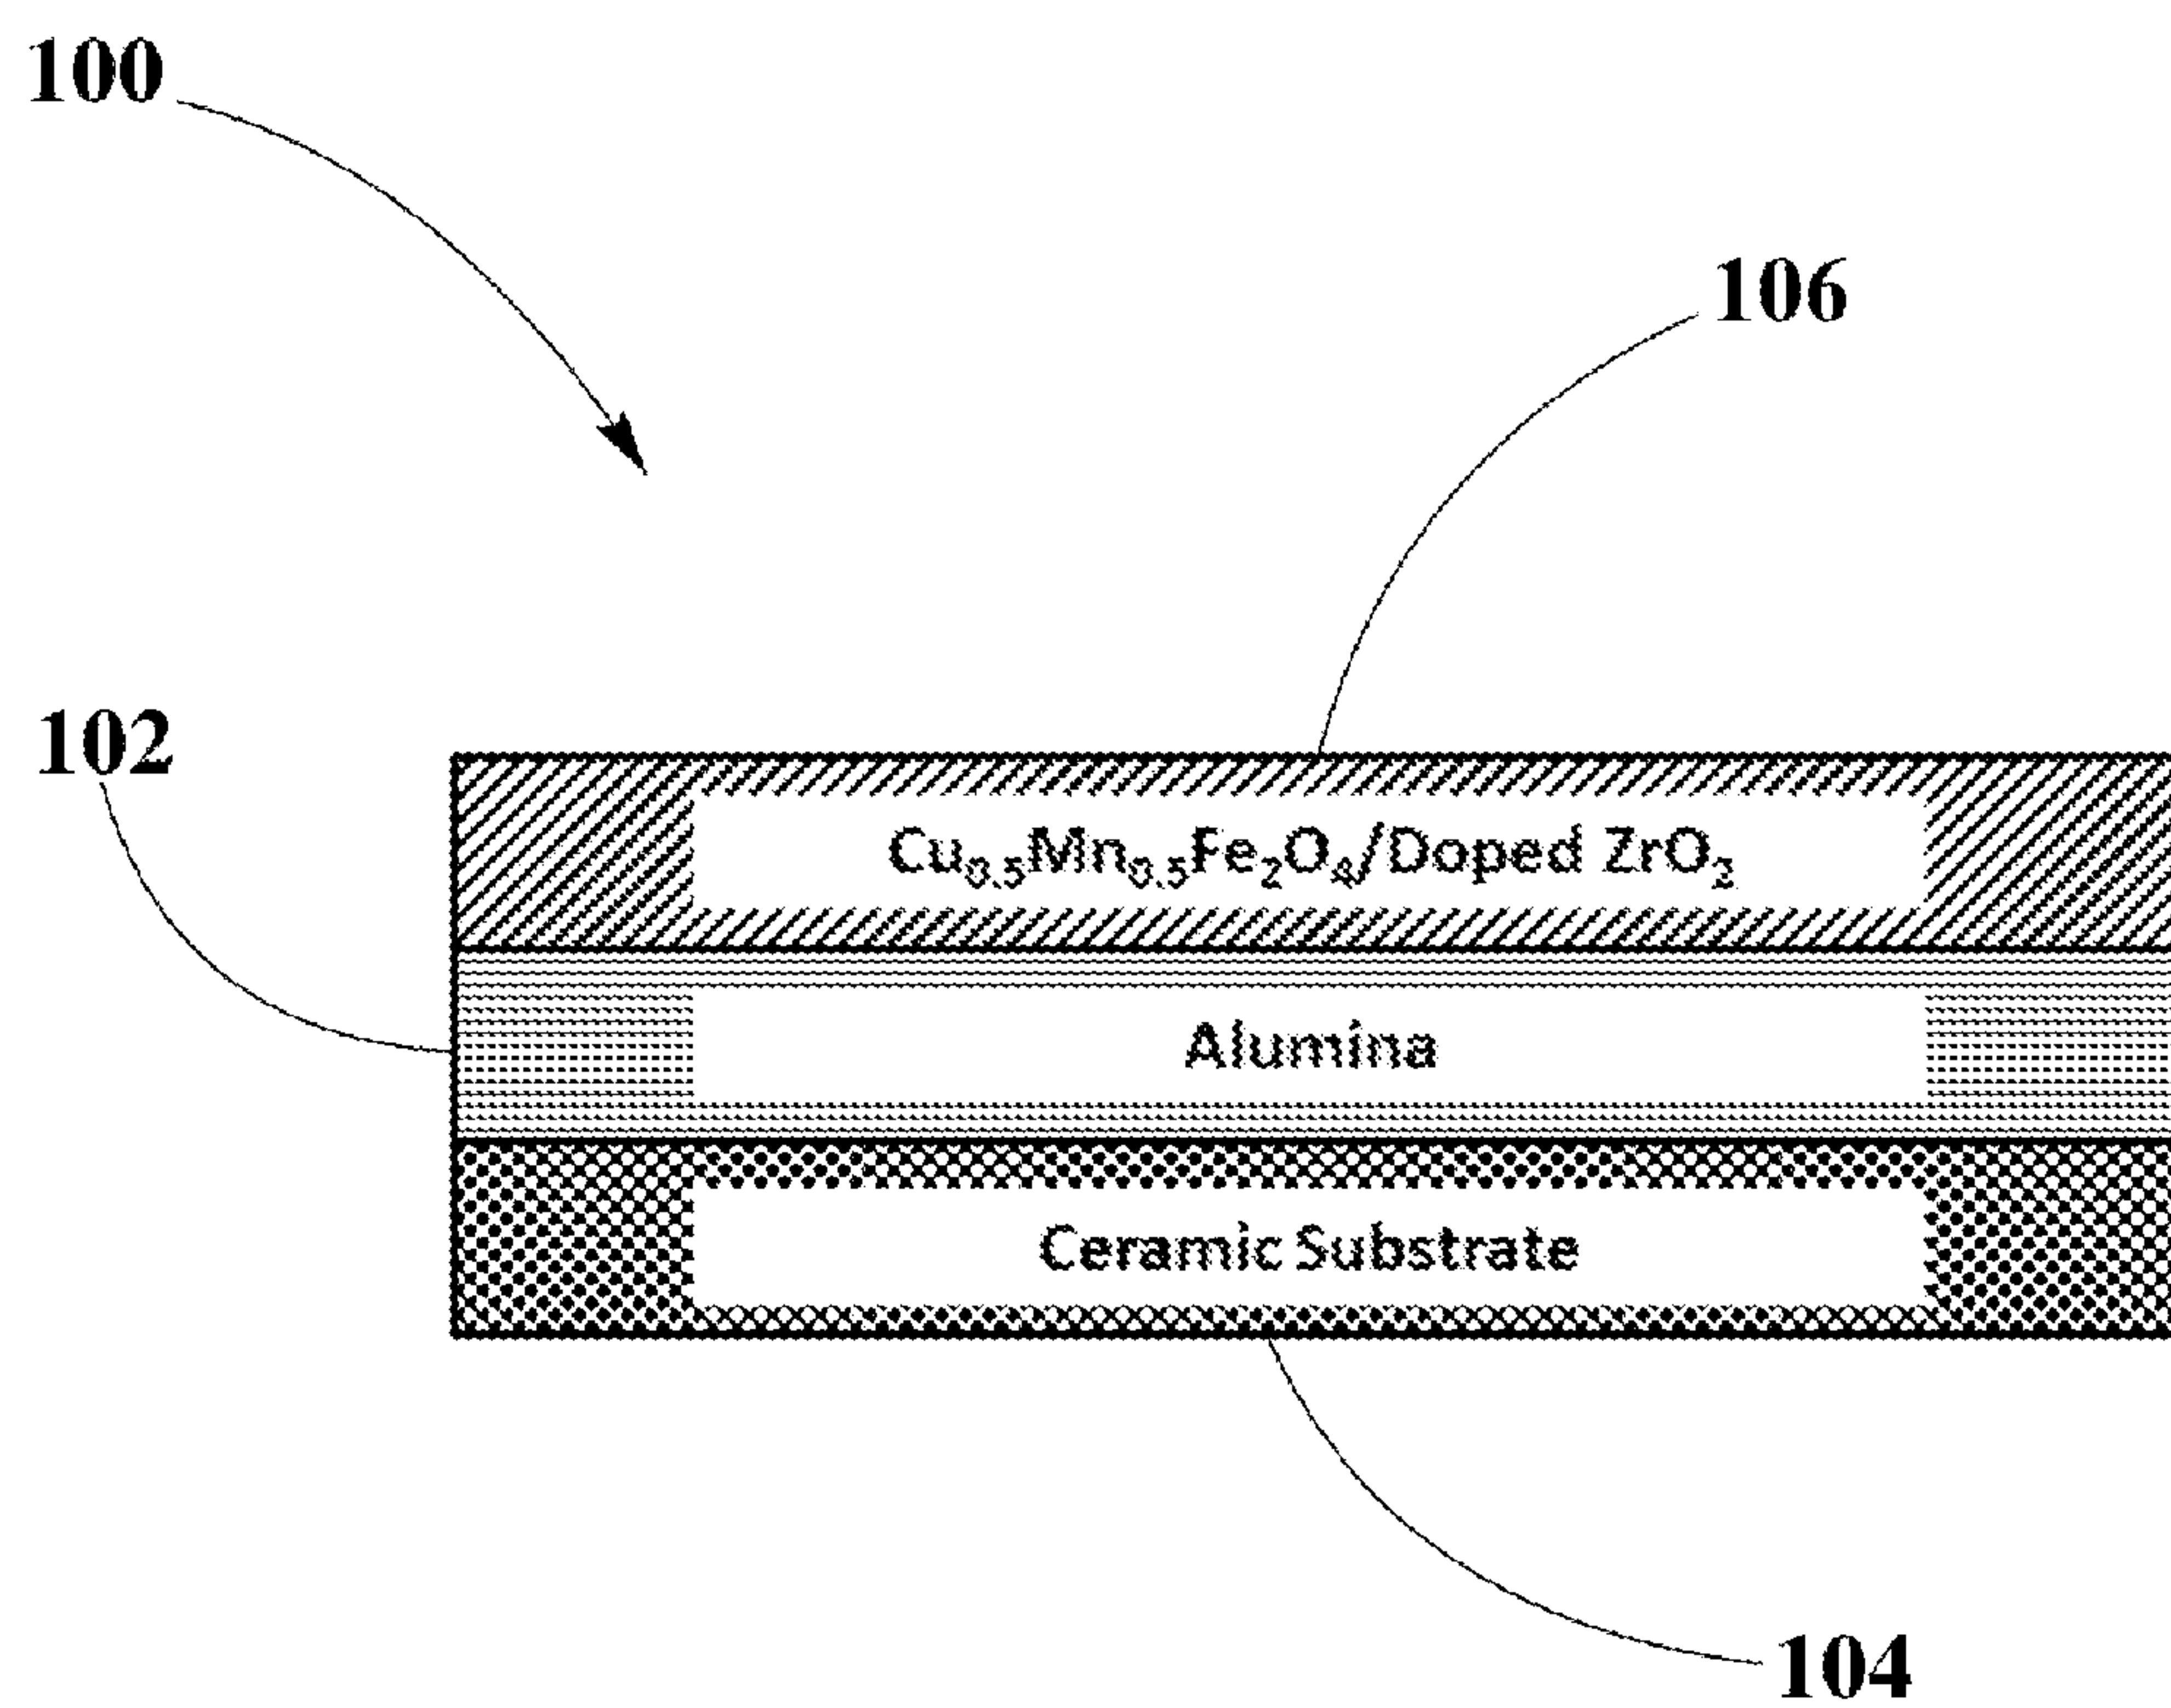 100
106
102
Cu₀.₅Mn₀.₅Fe₂O₄/Doped ZrO₂
Alumina
Ceramic Substrate
104